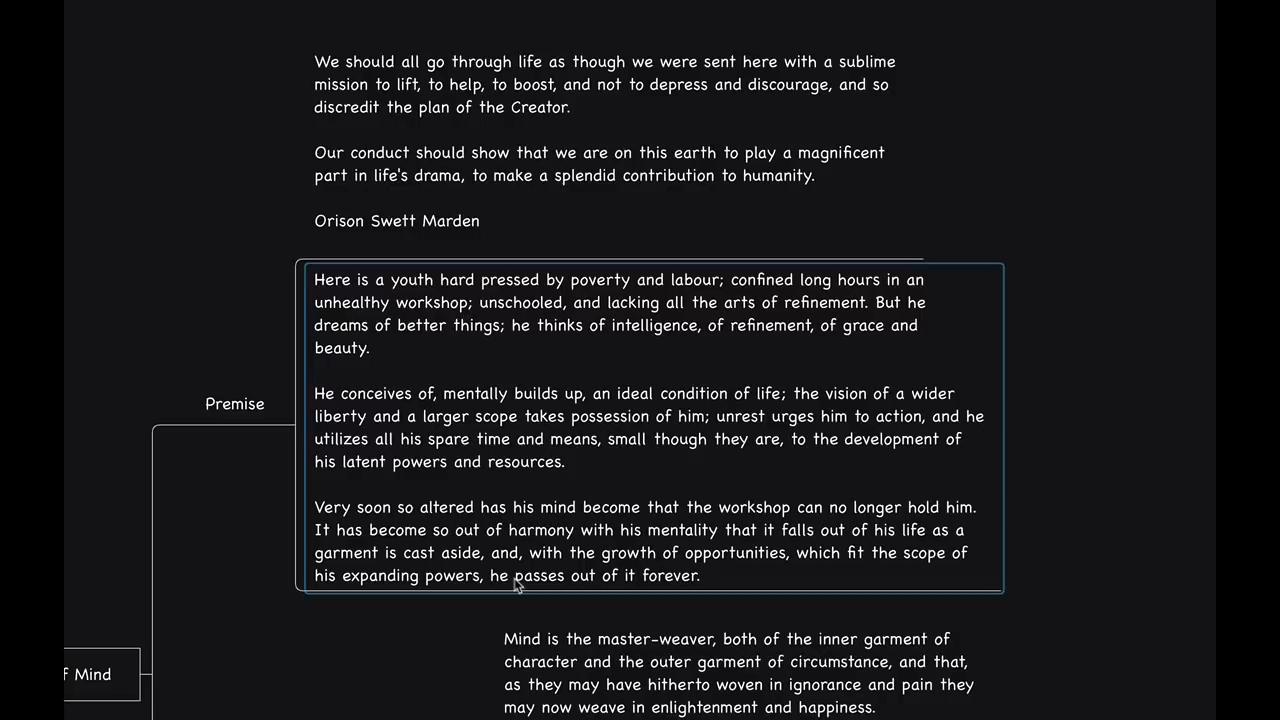 We should all go through life as though we were sent here with a sublime
mission to lift, to help, to boost, and not to depress and discourage, and so
discredit the plan of the Creator.
Our conduct should show that we are on this earth to play a magnificent
part in life's drama, to make a splendid contribution to humanity.
Orison Swett Marden
Here is a youth hard pressed by poverty and labour; confined long hours in an
unhealthy workshop; unschooled, and lacking all the arts of refinement. But he
dreams of better things; he thinks of intelligence, of refinement, of grace and
beauty.
He conceives of, mentally builds up, an ideal condition of life; the vision of a wider
liberty and a larger scope takes possession of him; unrest urges him to action, and he
utilizes all his spare time and means, small though they are, to the development of
his latent powers and resources.
Premise
Very soon so altered has his mind become that the workshop can no longer hold him.
It has become so out of harmony with his mentality that it falls out of his life as a
garment is cast aside, and, with the growth of opportunities, which fit the scope of
his expanding powers, he passes out of it forever.
Mind is the master-weaver, both of the inner garment of
character and the outer garment of circumstance, and that,
as they may have hitherto woven in ignorance and pain they
may now weave in enlightenment and happiness.
f Mind